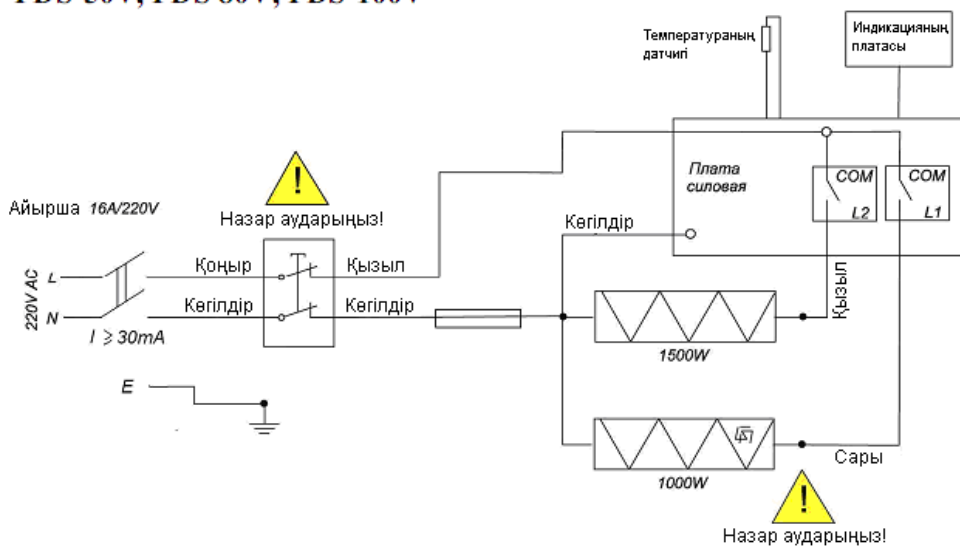 Температураның
датчигі
Индикацияның
платасы
Назар аударыңыз!
Айырша 16A/220V
Плата
силовая
COM
L2
COM
L1
Көгілдір
Қоңыр
Қызыл
220V AC
L
N
Көгілдір
Көгілдір
Қызыл
I ⩾ 30mA
1500W
E
Сары
1000W
Назар аударыңыз!